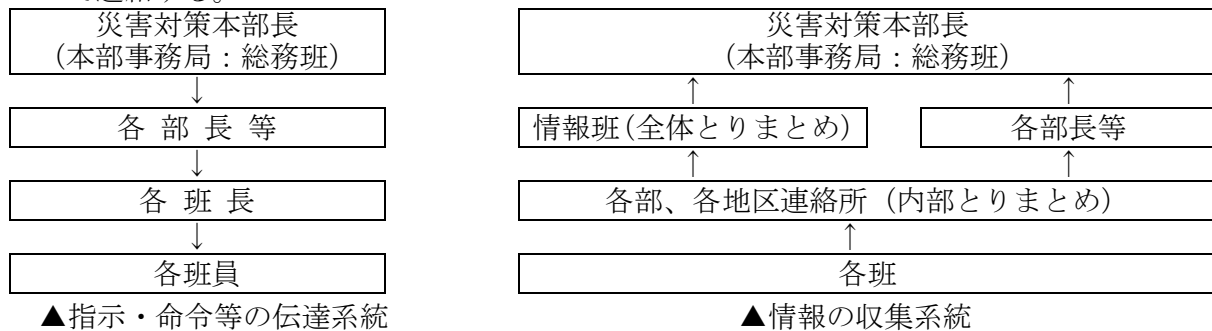 連絡する。
災害対策本部長
(本部事務局:総務班)
↓
各 部 長 等
↓
各 班 長
↓
各班員
▲指示・命令等の伝達系統
災害対策本部長
(本部事務局:総務班)
↑ ↑
情報班(全体とりまとめ) 各部長等
↑ ↑
各部、各地区連絡所(内部とりまとめ)
↑
各班
▲情報の収集系統